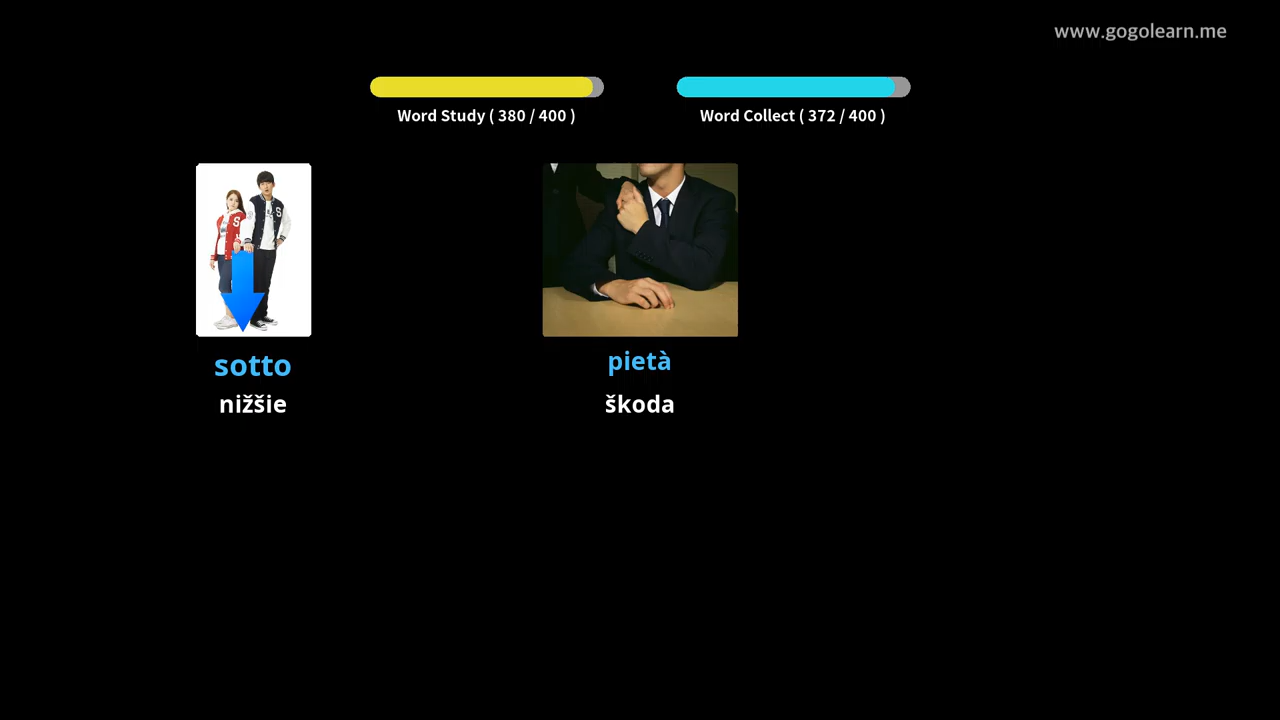 www.gogolearn.me
Word Study ( 380 / 400 )
Word Collect ( 372 / 400 )
S
S
sotto
pietà
nižšie
škoda